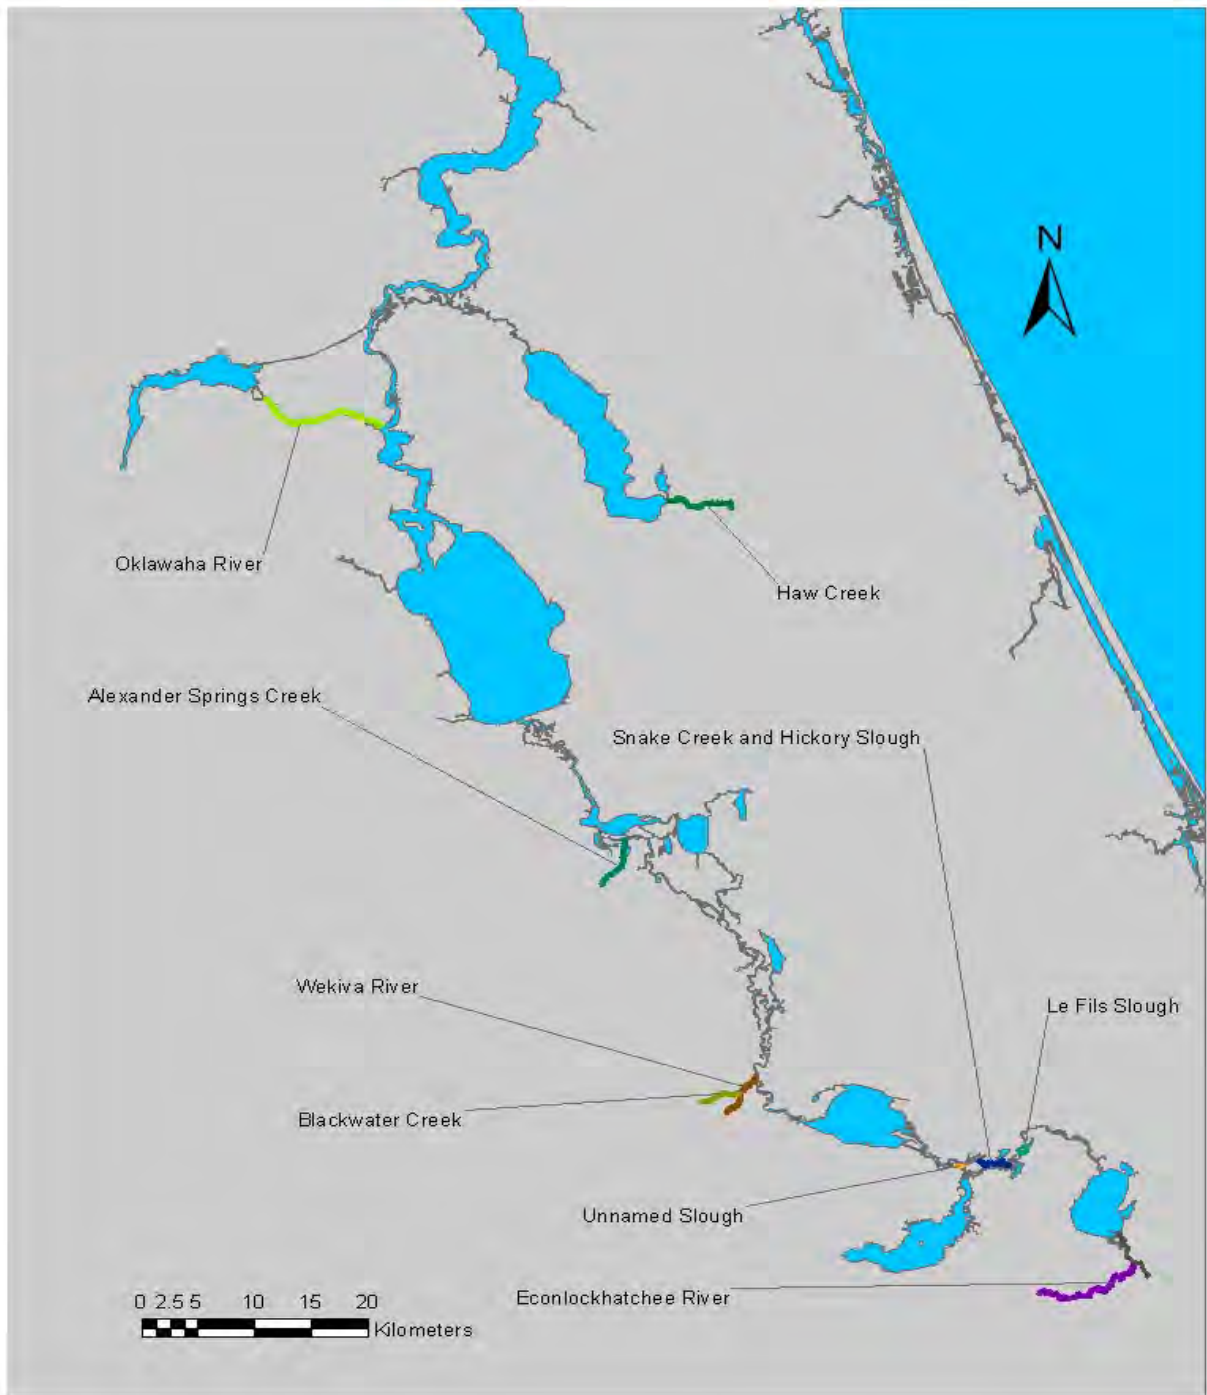 N
Oklawaha River
Haw Creek
Alexander Springs Creek
Snake Creek and Hickory Slough
Wekiva River
Le Fils Slough
Blackwater Creek
Unnamed Slough
Econlockhatchee River
0 2.5 5 10 15 20
Kilometers